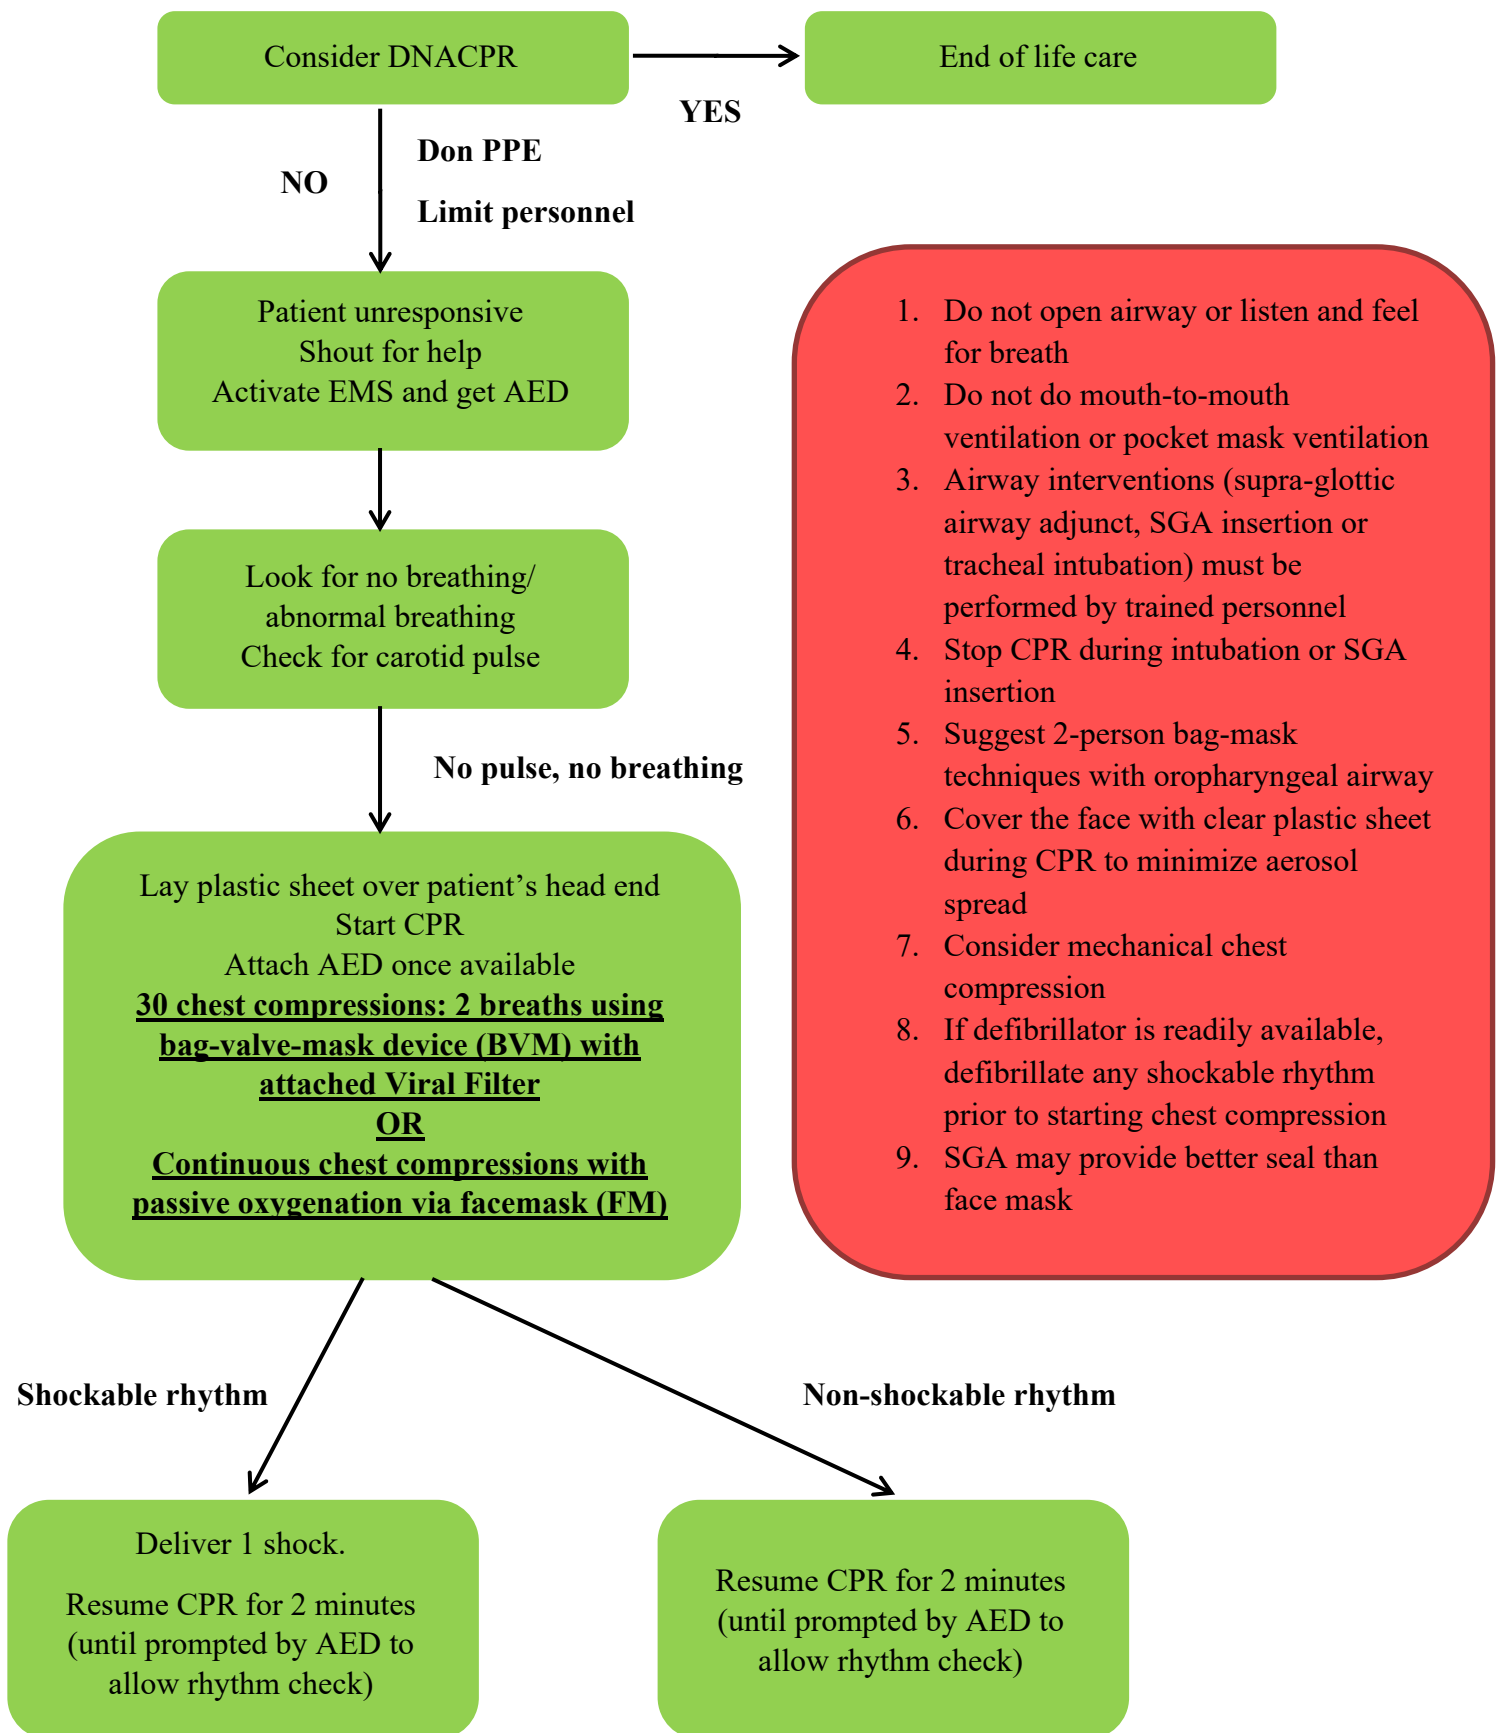 Consider DNACPR
End of life care
YES
NO
Don PPE
Limit personnel
Patient unresponsive
Shout for help
Activate EMS and get AED
Look for no breathing/
abnormal breathing
Check for carotid pulse
No pulse, no breathing
Lay plastic sheet over patient’s head end
Start CPR
Attach AED once available
30 chest compressions: 2 breaths using
bag-valve-mask device (BVM) with
attached Viral Filter
OR
Continuous chest compressions with
passive oxygenation via facemask (FM)
1. Do not open airway or listen and feel
for breath
2. Do not do mouth-to-mouth
ventilation or pocket mask ventilation
3. Airway interventions (supra-glottic
airway adjunct, SGA insertion or
tracheal intubation) must be
performed by trained personnel
4. Stop CPR during intubation or SGA
insertion
5. Suggest 2-person bag-mask
techniques with oropharyngeal airway
6. Cover the face with clear plastic sheet
during CPR to minimize aerosol
spread
7. Consider mechanical chest
compression
8. If defibrillator is readily available,
defibrillate any shockable rhythm
prior to starting chest compression
9. SGA may provide better seal than
face mask
Shockable rhythm
Non-shockable rhythm
Deliver 1 shock.
Resume CPR for 2 minutes
(until prompted by AED to
allow rhythm check)
Resume CPR for 2 minutes
(until prompted by AED to
allow rhythm check)